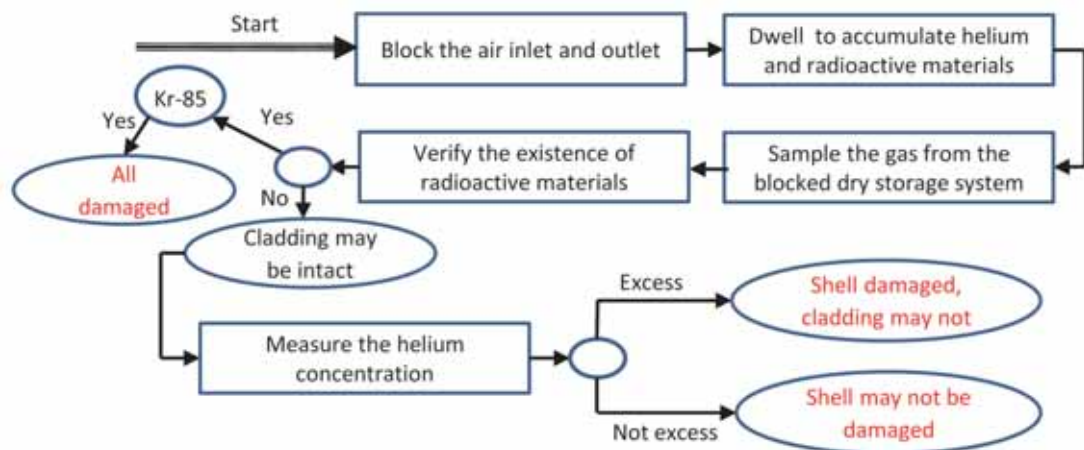 Start
Block the air inlet and outlet
Dwell to accumulate helium
and radioactive materials
Sample the gas from the
blocked dry storage system
Verify the existence of
radioactive materials
Yes
Kr-85
Yes
All
damaged
No
Cladding may
be intact
Measure the helium
concentration
Excess
Shell damaged,
cladding may not
Not excess
Shell may not be
damaged